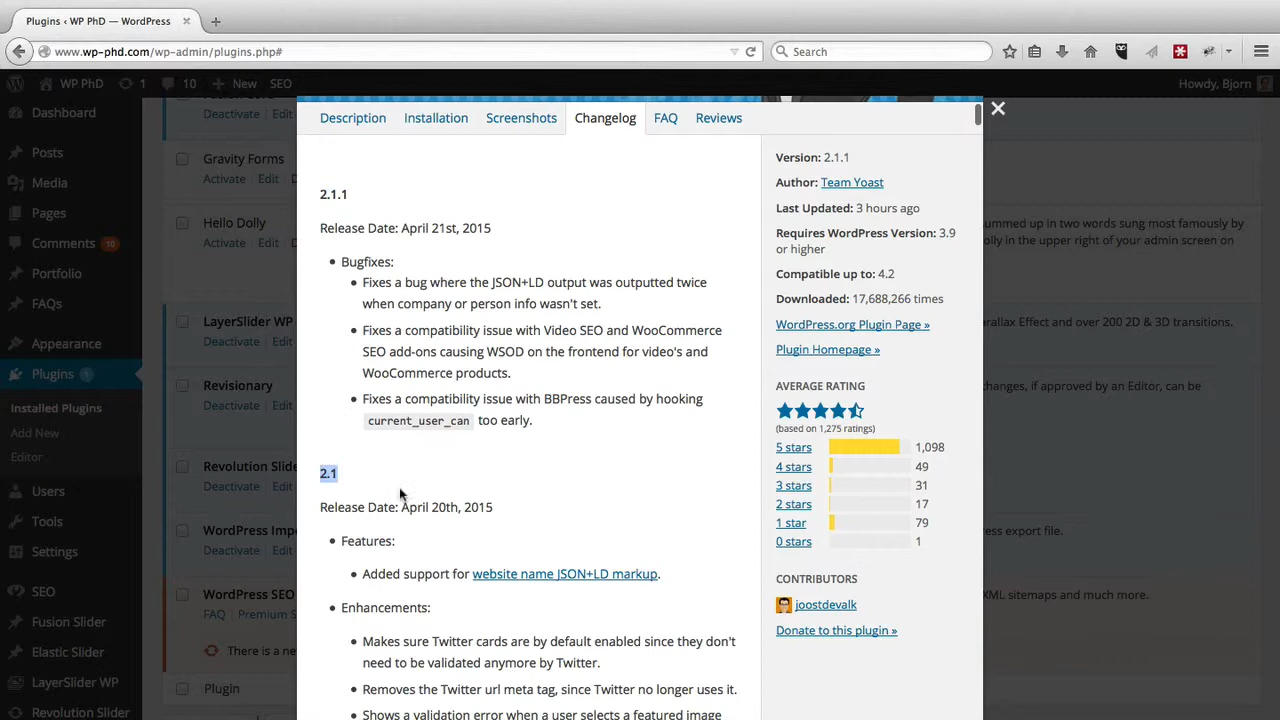 Plugins ‹ WP PhD — WordPress
www.wp-phd.com/wp-admin/plugins.php#
Search
WP PhD
1
10
New
SEO
Howdy, Bjorn
Dashboard
Posts
Media
Pages
Comments 10
Portfolio
FAQs
Appearance
Plugins 1
Installed Plugins
Add New
Editor
Users
Tools
Settings
SEO
Fusion Slider
Elastic Slider
LayerSlider WP
Revolution Slider
Deactivate | Edit
Gravity Forms
Activate | Edit
Hello Dolly
Activate | Edit
LayerSlider WP
Deactivate | Edit
Revisionary
Deactivate | Edit
Revolution Slide
Deactivate | Edit
WordPress Impo
Deactivate | Edit
WordPress SEO
FAQ | Premium S
There is a ne
Plugin
Description
Installation
Screenshots
Changelog
FAQ
Reviews
2.1.1
Release Date: April 21st, 2015
Bugfixes:
Fixes a bug where the JSON+LD output was outputted twice
when company or person info wasn't set.
Fixes a compatibility issue with Video SEO and WooCommerce
SEO add-ons causing WSOD on the frontend for video's and
WooCommerce products.
Fixes a compatibility issue with BBPress caused by hooking
current_user_can too early.
2.1
Release Date: April 20th, 2015
Features:
Added support for website name JSON+LD markup.
Enhancements:
Makes sure Twitter cards are by default enabled since they don't
need to be validated anymore by Twitter.
Removes the Twitter url meta tag, since Twitter no longer uses it.
Shows a validation error when a user selects a featured image
Version: 2.1.1
Author: Team Yoast
Last Updated: 3 hours ago
Requires WordPress Version: 3.9
or higher
Compatible up to: 4.2
Downloaded: 17,688,266 times
WordPress.org Plugin Page »
Plugin Homepage »
AVERAGE RATING
(based on 1,275 ratings)
5 stars 1,098
4 stars 49
3 stars 31
2 stars 17
1 star 79
0 stars 1
CONTRIBUTORS
joostdevalk
Donate to this plugin »
summed up in two words sung most famously by
olly in the upper right of your admin screen on
arallax Effect and over 200 2D & 3D transitions.
changes, if approved by an Editor, can be
ress export file.
XML sitemaps and much more.